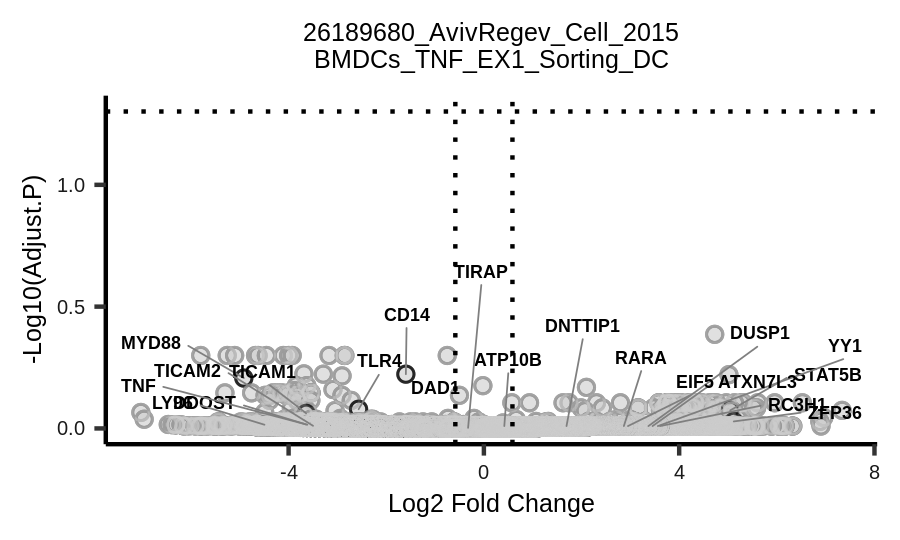 26189680_AvivRegev_Cell_2015
BMDCs_TNF_EX1_Sorting_DC
-Log10(Adjust.P)
1.0
0.5
0.0
TIRAP
CD14
DNTTIP1
DUSP1
MYD88
YY1
TLR4
ATP10B
RARA
TICAM2
TICAM1
STAT5B
TNF
DAD1
EIF5
ATXN7L3
LY96
DDOST
RC3H1
ZFP36
-4
0
4
8
Log2 Fold Change